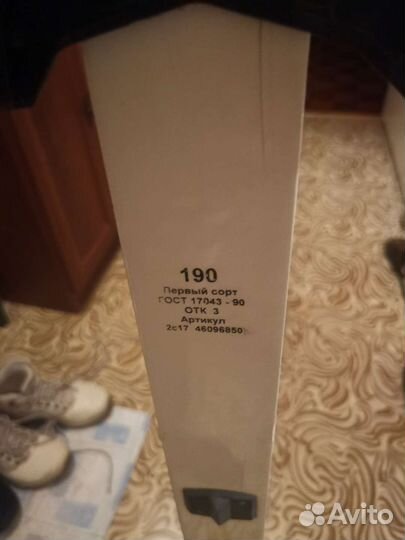 190
Первый сорт
ГОСТ 17043 - 90
ОТК 3
Артикул
2с17 46096850
Avito